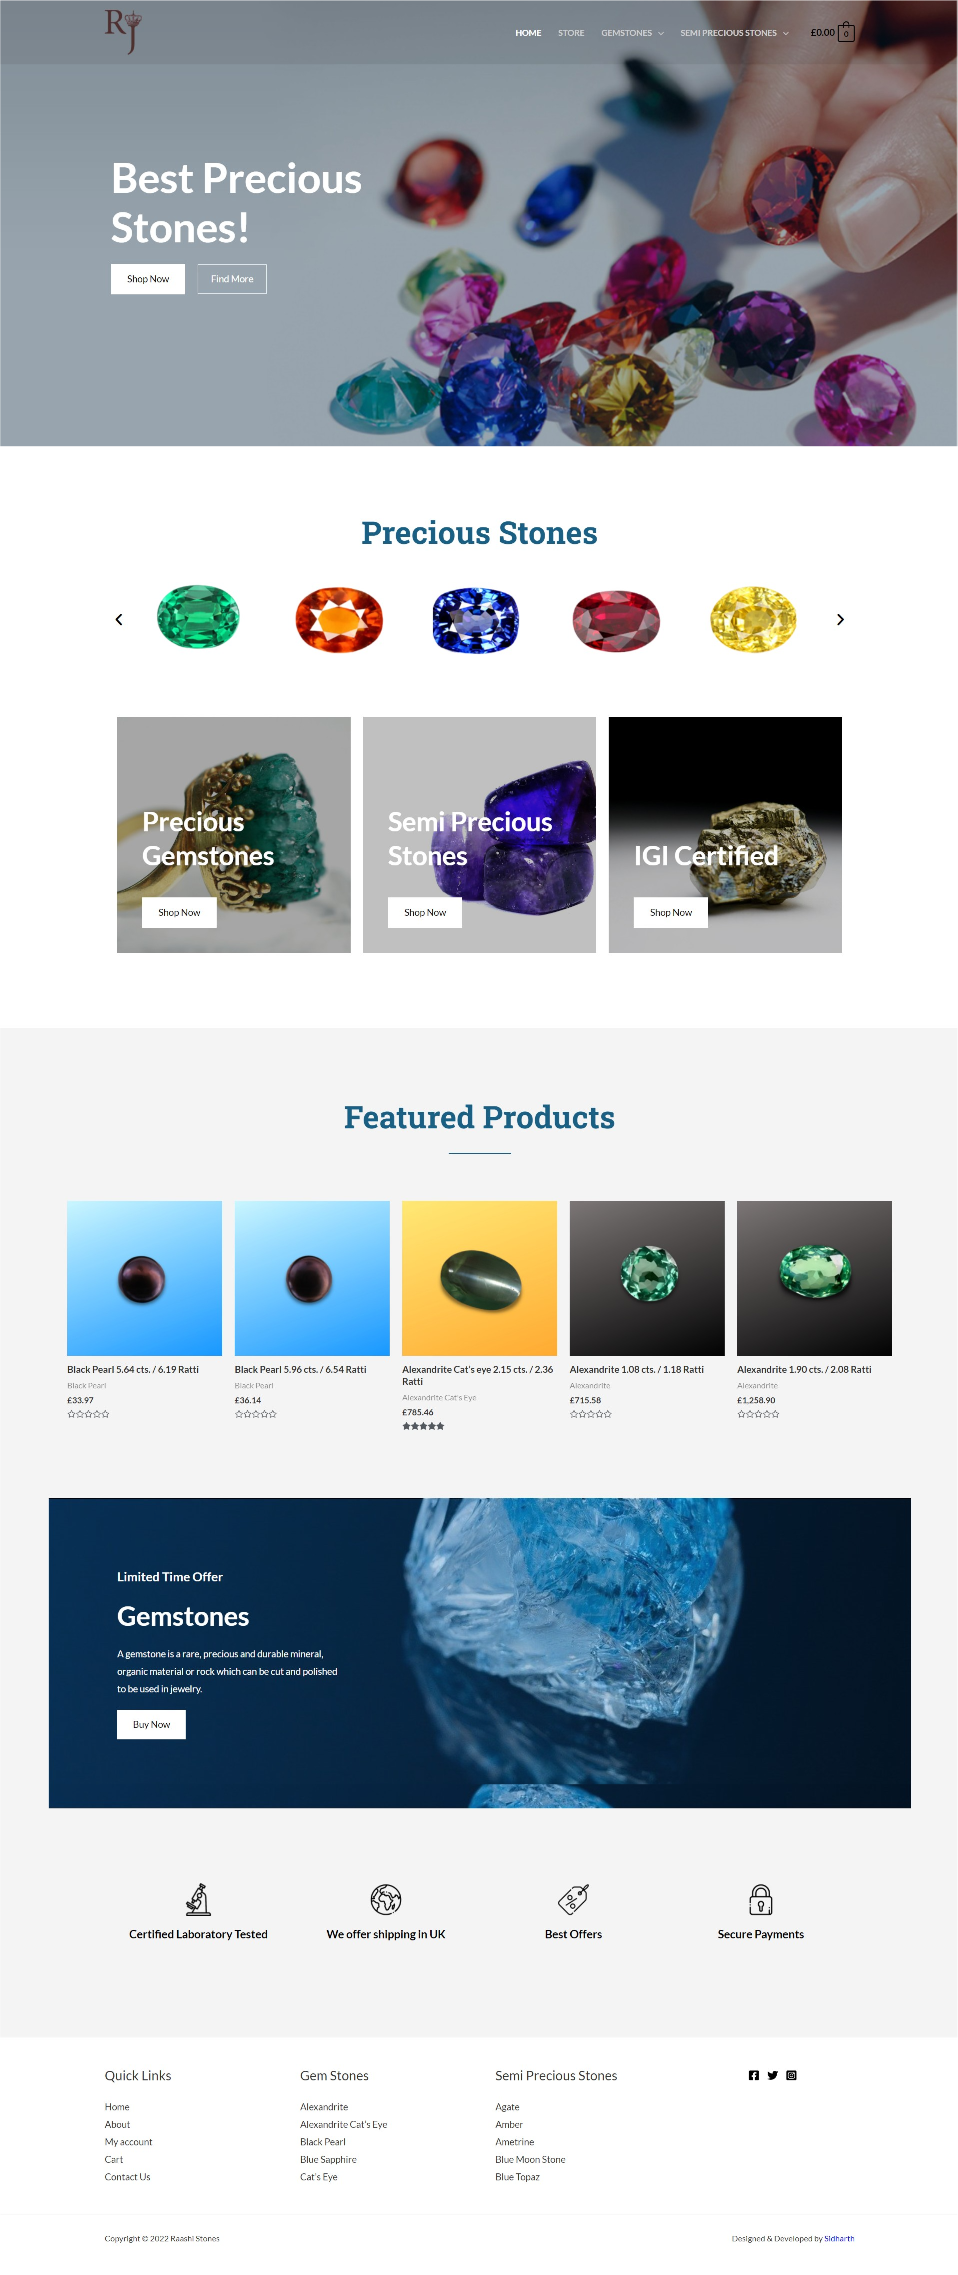 RJ
HOME STORE GEMSTONES SEMI PRECIOUS STONES £0.00 0
Best Precious
Stones!
Shop Now Find More
Precious Stones
Precious
Gemstones
Shop Now
Semi Precious
Stones
Shop Now
IGI Certified
Shop Now
Featured Products
Black Pearl 5.64 cts. / 6.19 Ratti
Black Pearl
£33.97
Black Pearl 5.96 cts. / 6.54 Ratti
Black Pearl
£36.14
Alexandrite Cat's eye 2.15 cts. / 2.36
Ratti
Alexandrite Cat's Eye
£785.46
Alexandrite 1.08 cts. / 1.18 Ratti
Alexandrite
£715.58
Alexandrite 1.90 cts. / 2.08 Ratti
Alexandrite
£1,258.90
Limited Time Offer
Gemstones
A gemstone is a rare, precious and durable mineral,
organic material or rock which can be cut and polished
to be used in jewelry.
Buy Now
Certified Laboratory Tested
We offer shipping in UK
Best Offers
Secure Payments
Quick Links
Home
About
My account
Cart
Contact Us
Gem Stones
Alexandrite
Alexandrite Cat's Eye
Black Pearl
Blue Sapphire
Cat's Eye
Semi Precious Stones
Agate
Amber
Ametrine
Blue Moon Stone
Blue Topaz
Copyright © 2022 Raashi Stones
Designed & Developed by Sidharth